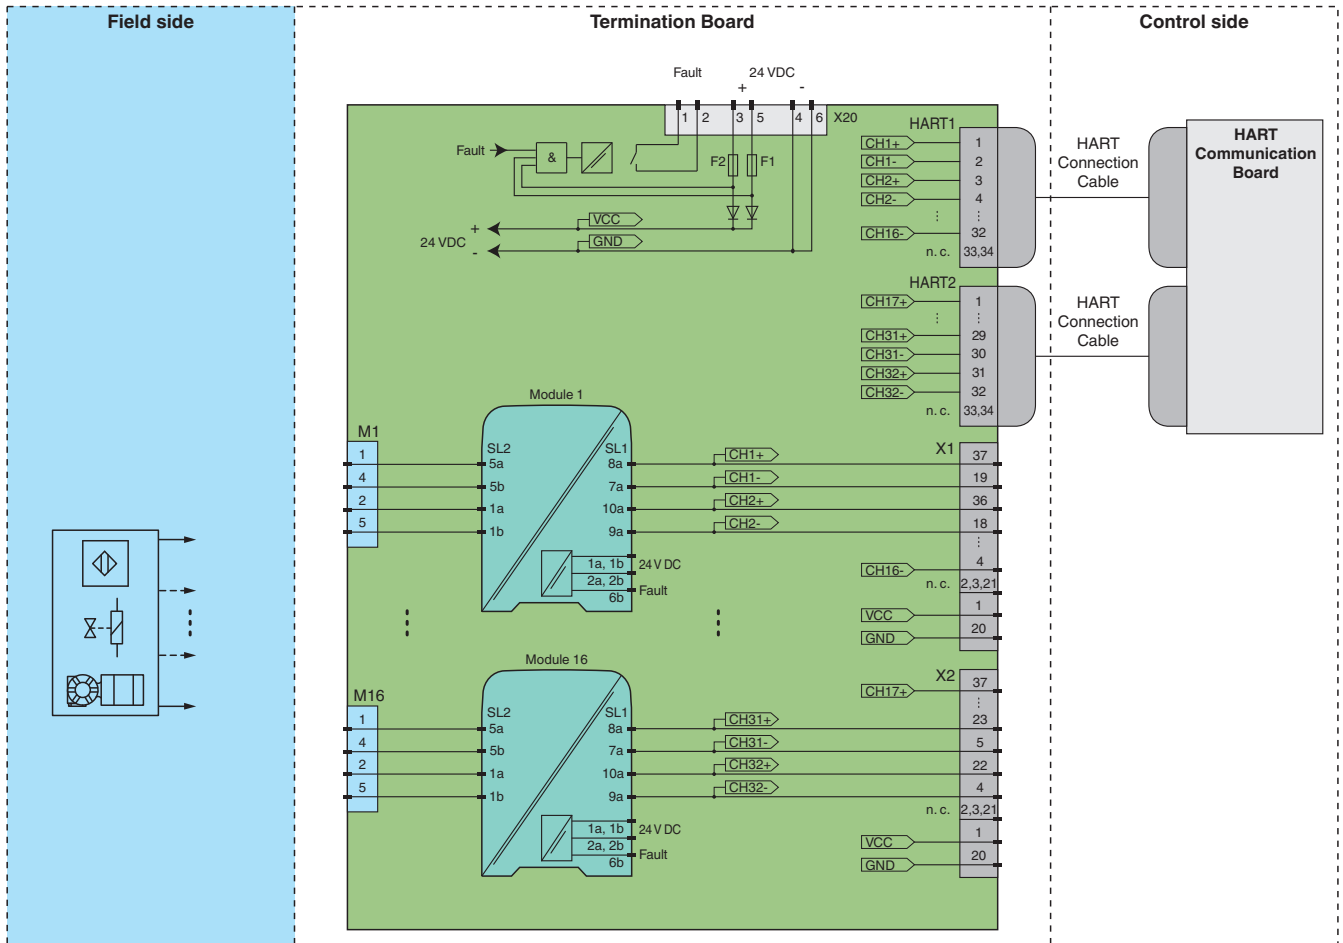 Field side
Termination Board
Control side
Fault
24 VDC
+
-
1
2
3
5
4
6
X20
Fault
&
F2
F1
VCC
GND
+
24 VDC
-
HART1
CH1+
1
CH1-
2
CH2+
3
CH2-
4
CH16-
32
n. c.
33,34
HART
Connection
Cable
HART
Communication
Board
HART2
CH17+
1
CH31+
29
CH31-
30
CH32+
31
CH32-
32
n. c.
33,34
HART
Connection
Cable
Module 1
M1
1
4
2
5
SL2
5a
5b
1a
1b
SL1
8a
7a
10a
9a
1a, 1b
24 V DC
2a, 2b
Fault
6b
CH1+
CH1-
CH2+
CH2-
X1
37
19
36
18
CH16-
4
n. c.
2,3,21
VCC
1
GND
20
Module 16
M16
1
4
2
5
SL2
5a
5b
1a
1b
SL1
8a
7a
10a
9a
1a, 1b
24 V DC
2a, 2b
Fault
6b
CH31+
CH31-
CH32+
CH32-
X2
CH17+
37
23
5
22
4
n. c.
2,3,21
VCC
1
GND
20